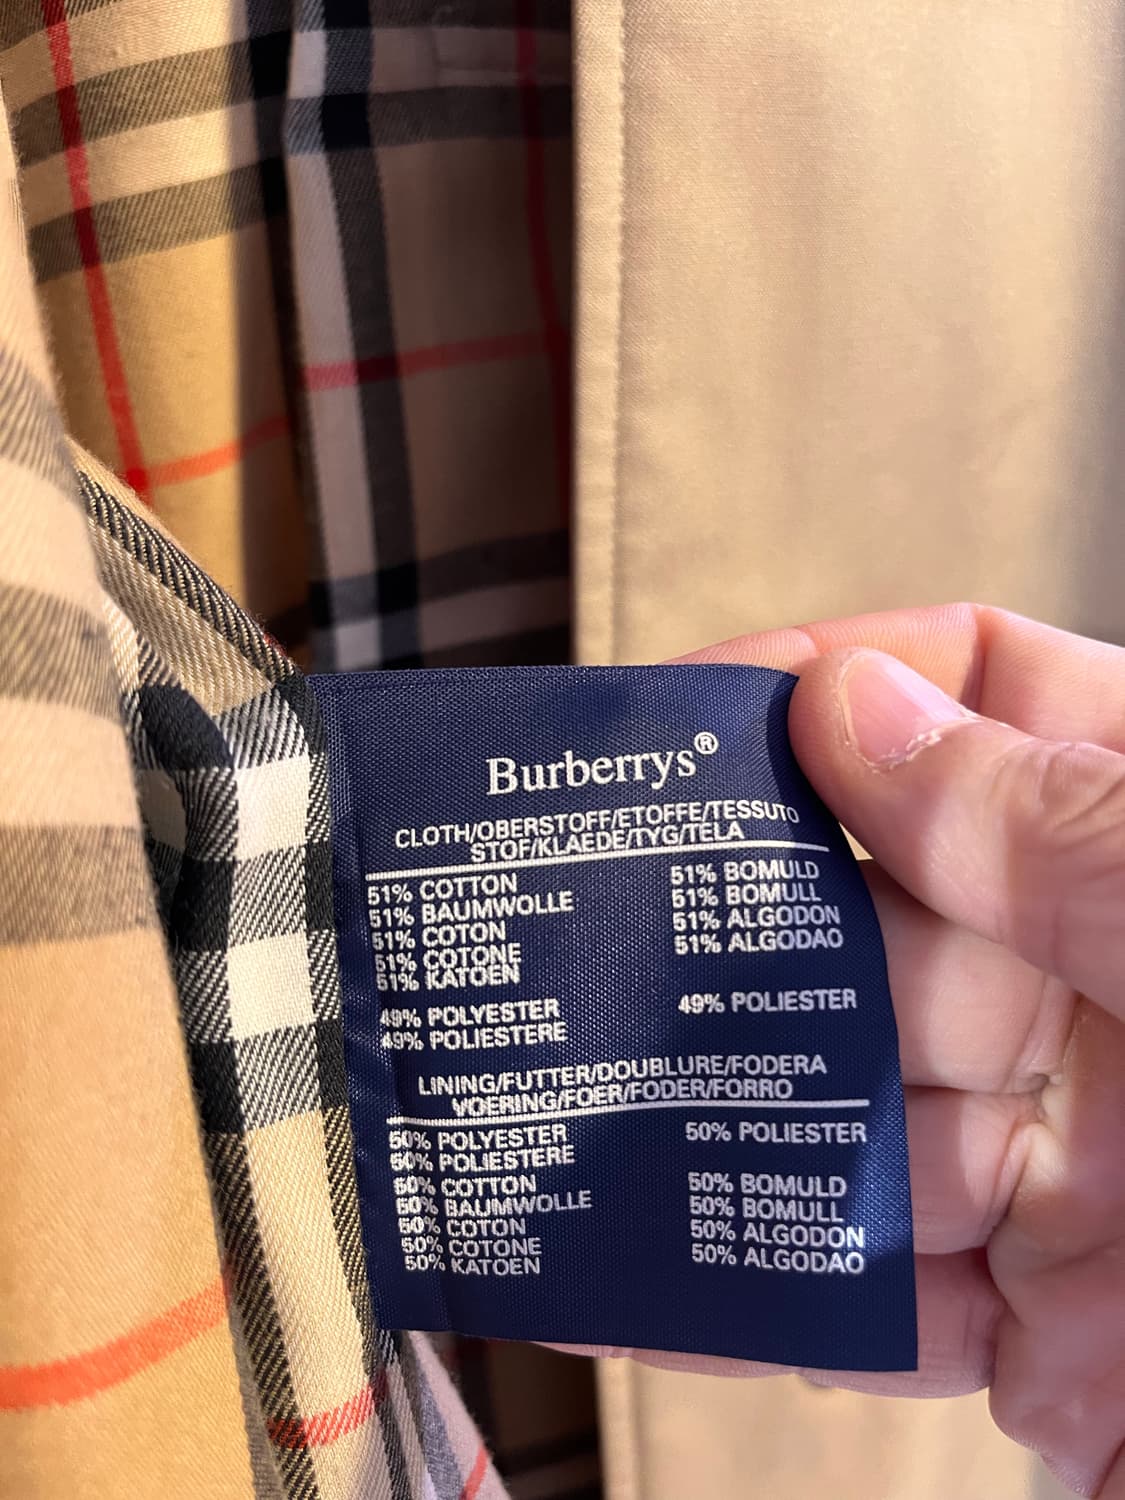 Burberrys®
CLOTH/OBERSTOFF/ETOFFE/TESSUTO
STOF/KLAEDE/TYG/TELA
51% COTTON
51% BAUMWOLLE
51% COTON
51% COTONE
51% KATOEN
51% BOMULD
51% BOMULL
51% ALGODON
51% ALGODAO
49% POLYESTER
49% POLIESTERE
49% POLIESTER
LINING/FUTTER/DOUBLURE/FODERA
VOERING/FOER/FODER/FORRO
50% POLYESTER
50% POLIESTERE
50% POLIESTER
50% COTTON
50% BAUMWOLLE
50% COTON
50% COTONE
50% KATOEN
50% BOMULD
50% BOMULL
50% ALGODON
50% ALGODAO